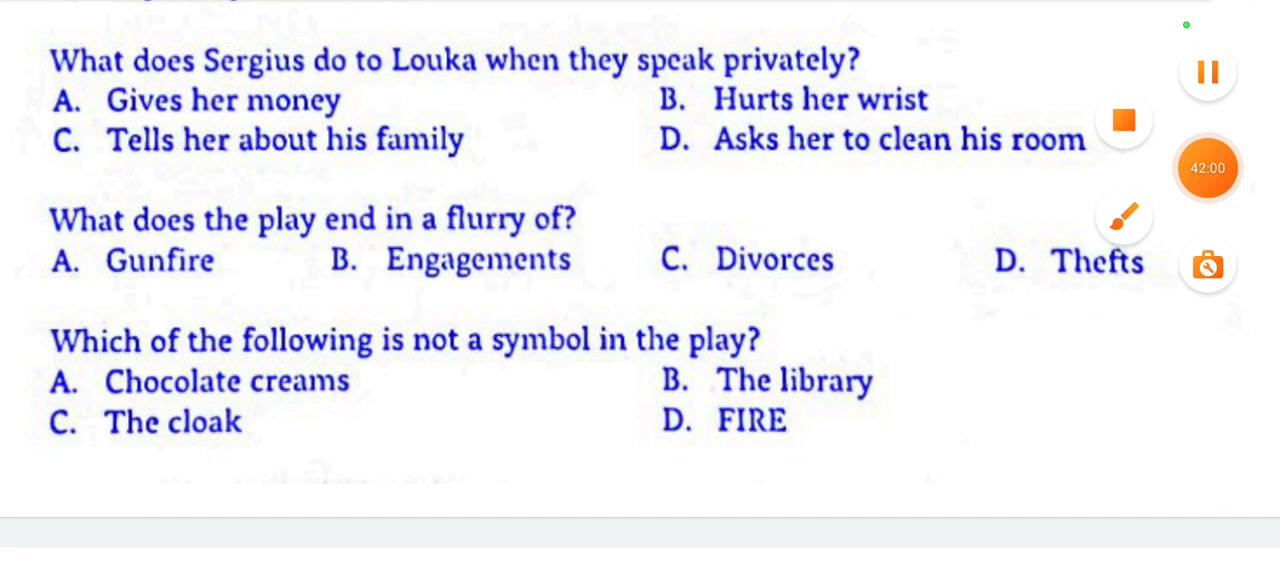 What does Sergius do to Louka when they speak privately?
A. Gives her money B. Hurts her wrist
C. Tells her about his family D. Asks her to clean his room
42:00
What does the play end in a flurry of?
A. Gunfire B. Engagements C. Divorces D. Thefts
Which of the following is not a symbol in the play?
A. Chocolate creams B. The library
C. The cloak D. FIRE